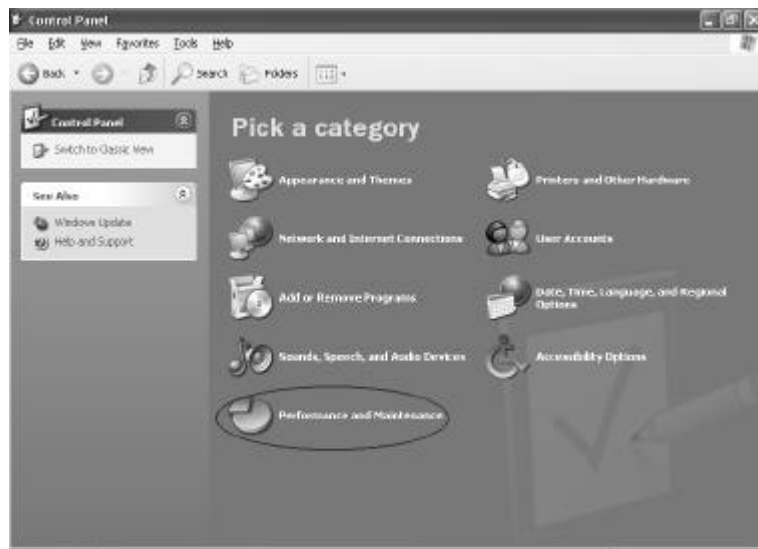 Control Panel
File Edit View Favorites Tools Help
Back Search Folders
Control Panel
Switch to Classic View
See Also
Windows Update
Help and Support
Pick a category
Appearance and Themes
Printers and Other Hardware
Network and Internet Connections
User Accounts
Add or Remove Programs
Date, Time, Language, and Regional
Options
Sounds, Speech, and Audio Devices
Accessibility Options
Performance and Maintenance